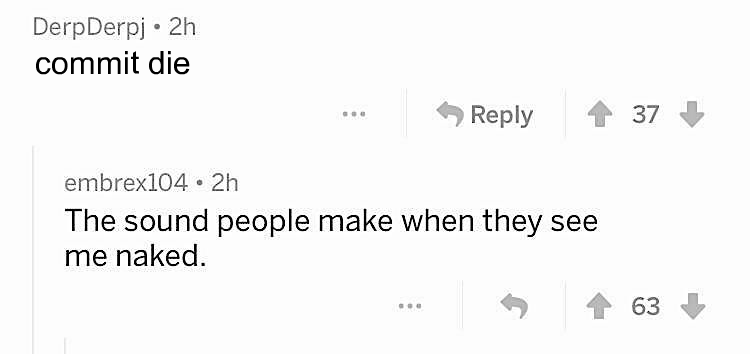 DerpDerpj • 2h
commit die
... Reply 37
embrex104 • 2h
The sound people make when they see
me naked.
... 63